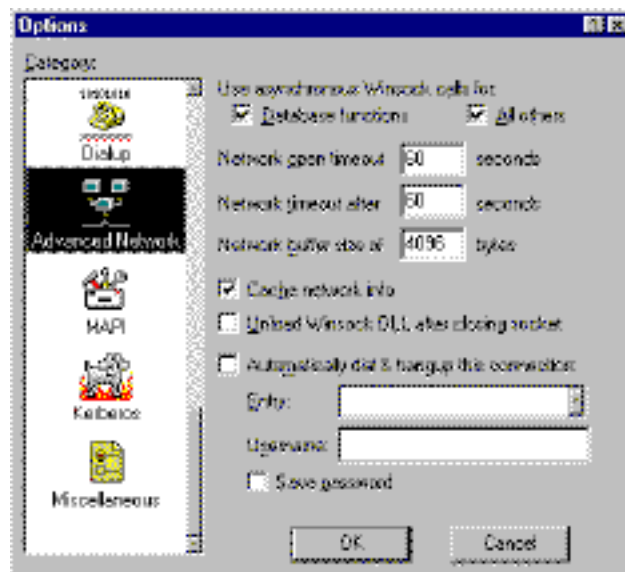 Options
Category:
Dialup
Advanced Network
MAPI
Kerberos
Miscellaneous
Use asynchronous Winsock calls for:
Database functions
All others
Network open timeout 60 seconds
Network timeout after 60 seconds
Network buffer size of 4096 bytes
Cache network info
Unload Winsock DLL after closing socket
Automatically dial & hangup this connection:
Entry:
Username:
Save password
OK
Cancel